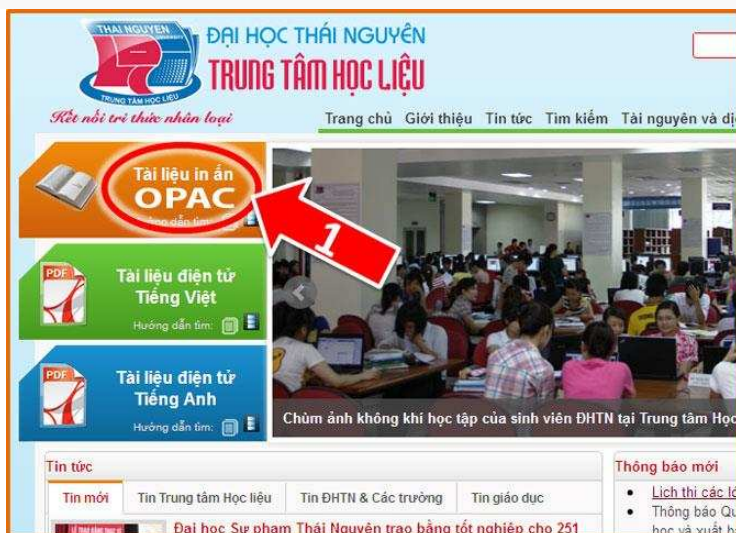 THAI NGUYEN
TRUNG TÂM HỌC LIỆU
ĐẠI HỌC THÁI NGUYÊN
TRUNG TÂM HỌC LIỆU
Kết nối tri thức nhân loại
Trang chủ Giới thiệu Tin tức Tìm kiếm Tài nguyên và
Tài liệu in ấn
OPAC
dẫn tìm:
1
PDF
Tài liệu điện tử
Tiếng Việt
Hướng dẫn tìm:
PDF
Tài liệu điện tử
Tiếng Anh
Hướng dẫn tìm:
Chùm ảnh không khí học tập của sinh viên ĐHTN tại Trung tâm Học
Tin tức
Thông báo mới
Tin mới Tin Trung tâm Học liệu Tin ĐHTN & Các trường Tin giáo dục
Lịch thi các
Đại học Sư phạm Thái Nguyên trao bằng tốt nghiệp cho 251
Thông báo
học và xuất